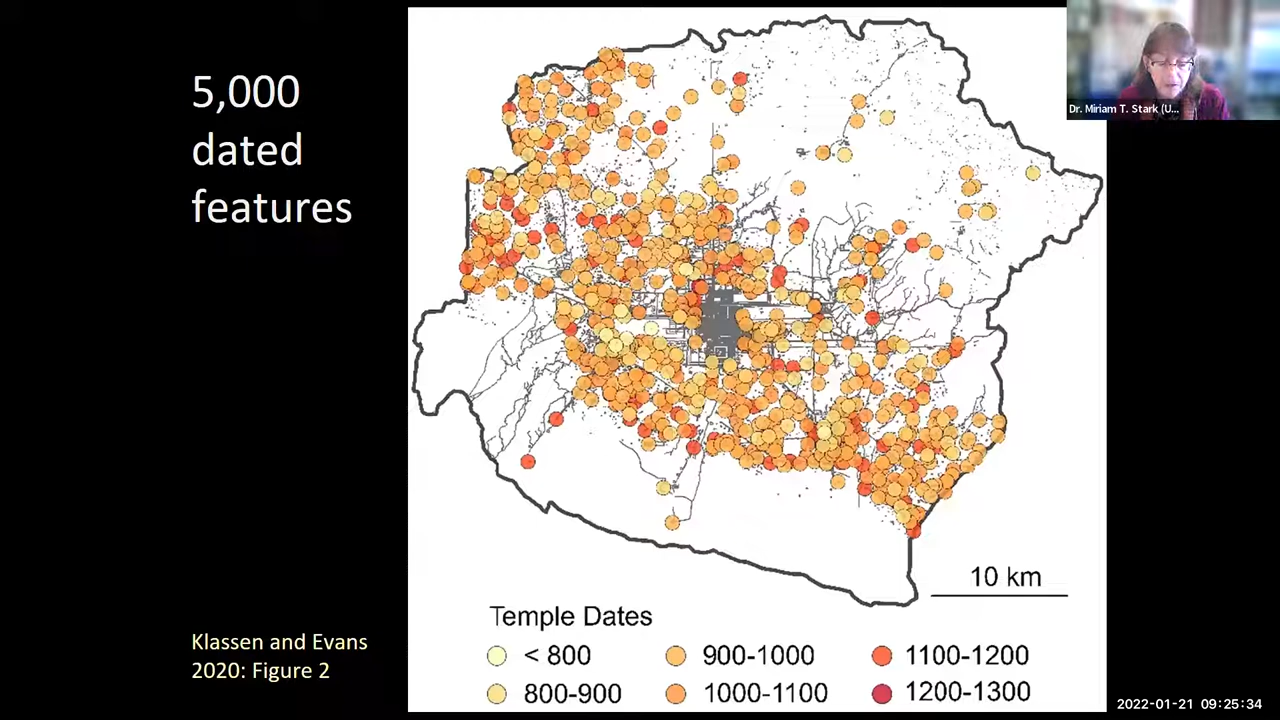 5,000
dated
features
Klassen and Evans
2020: Figure 2
10 km
Temple Dates
< 800
900-1000
1100-1200
800-900
1000-1100
1200-1300
Dr. Miriam T. Stark (U...
2022-01-21 09:25:34